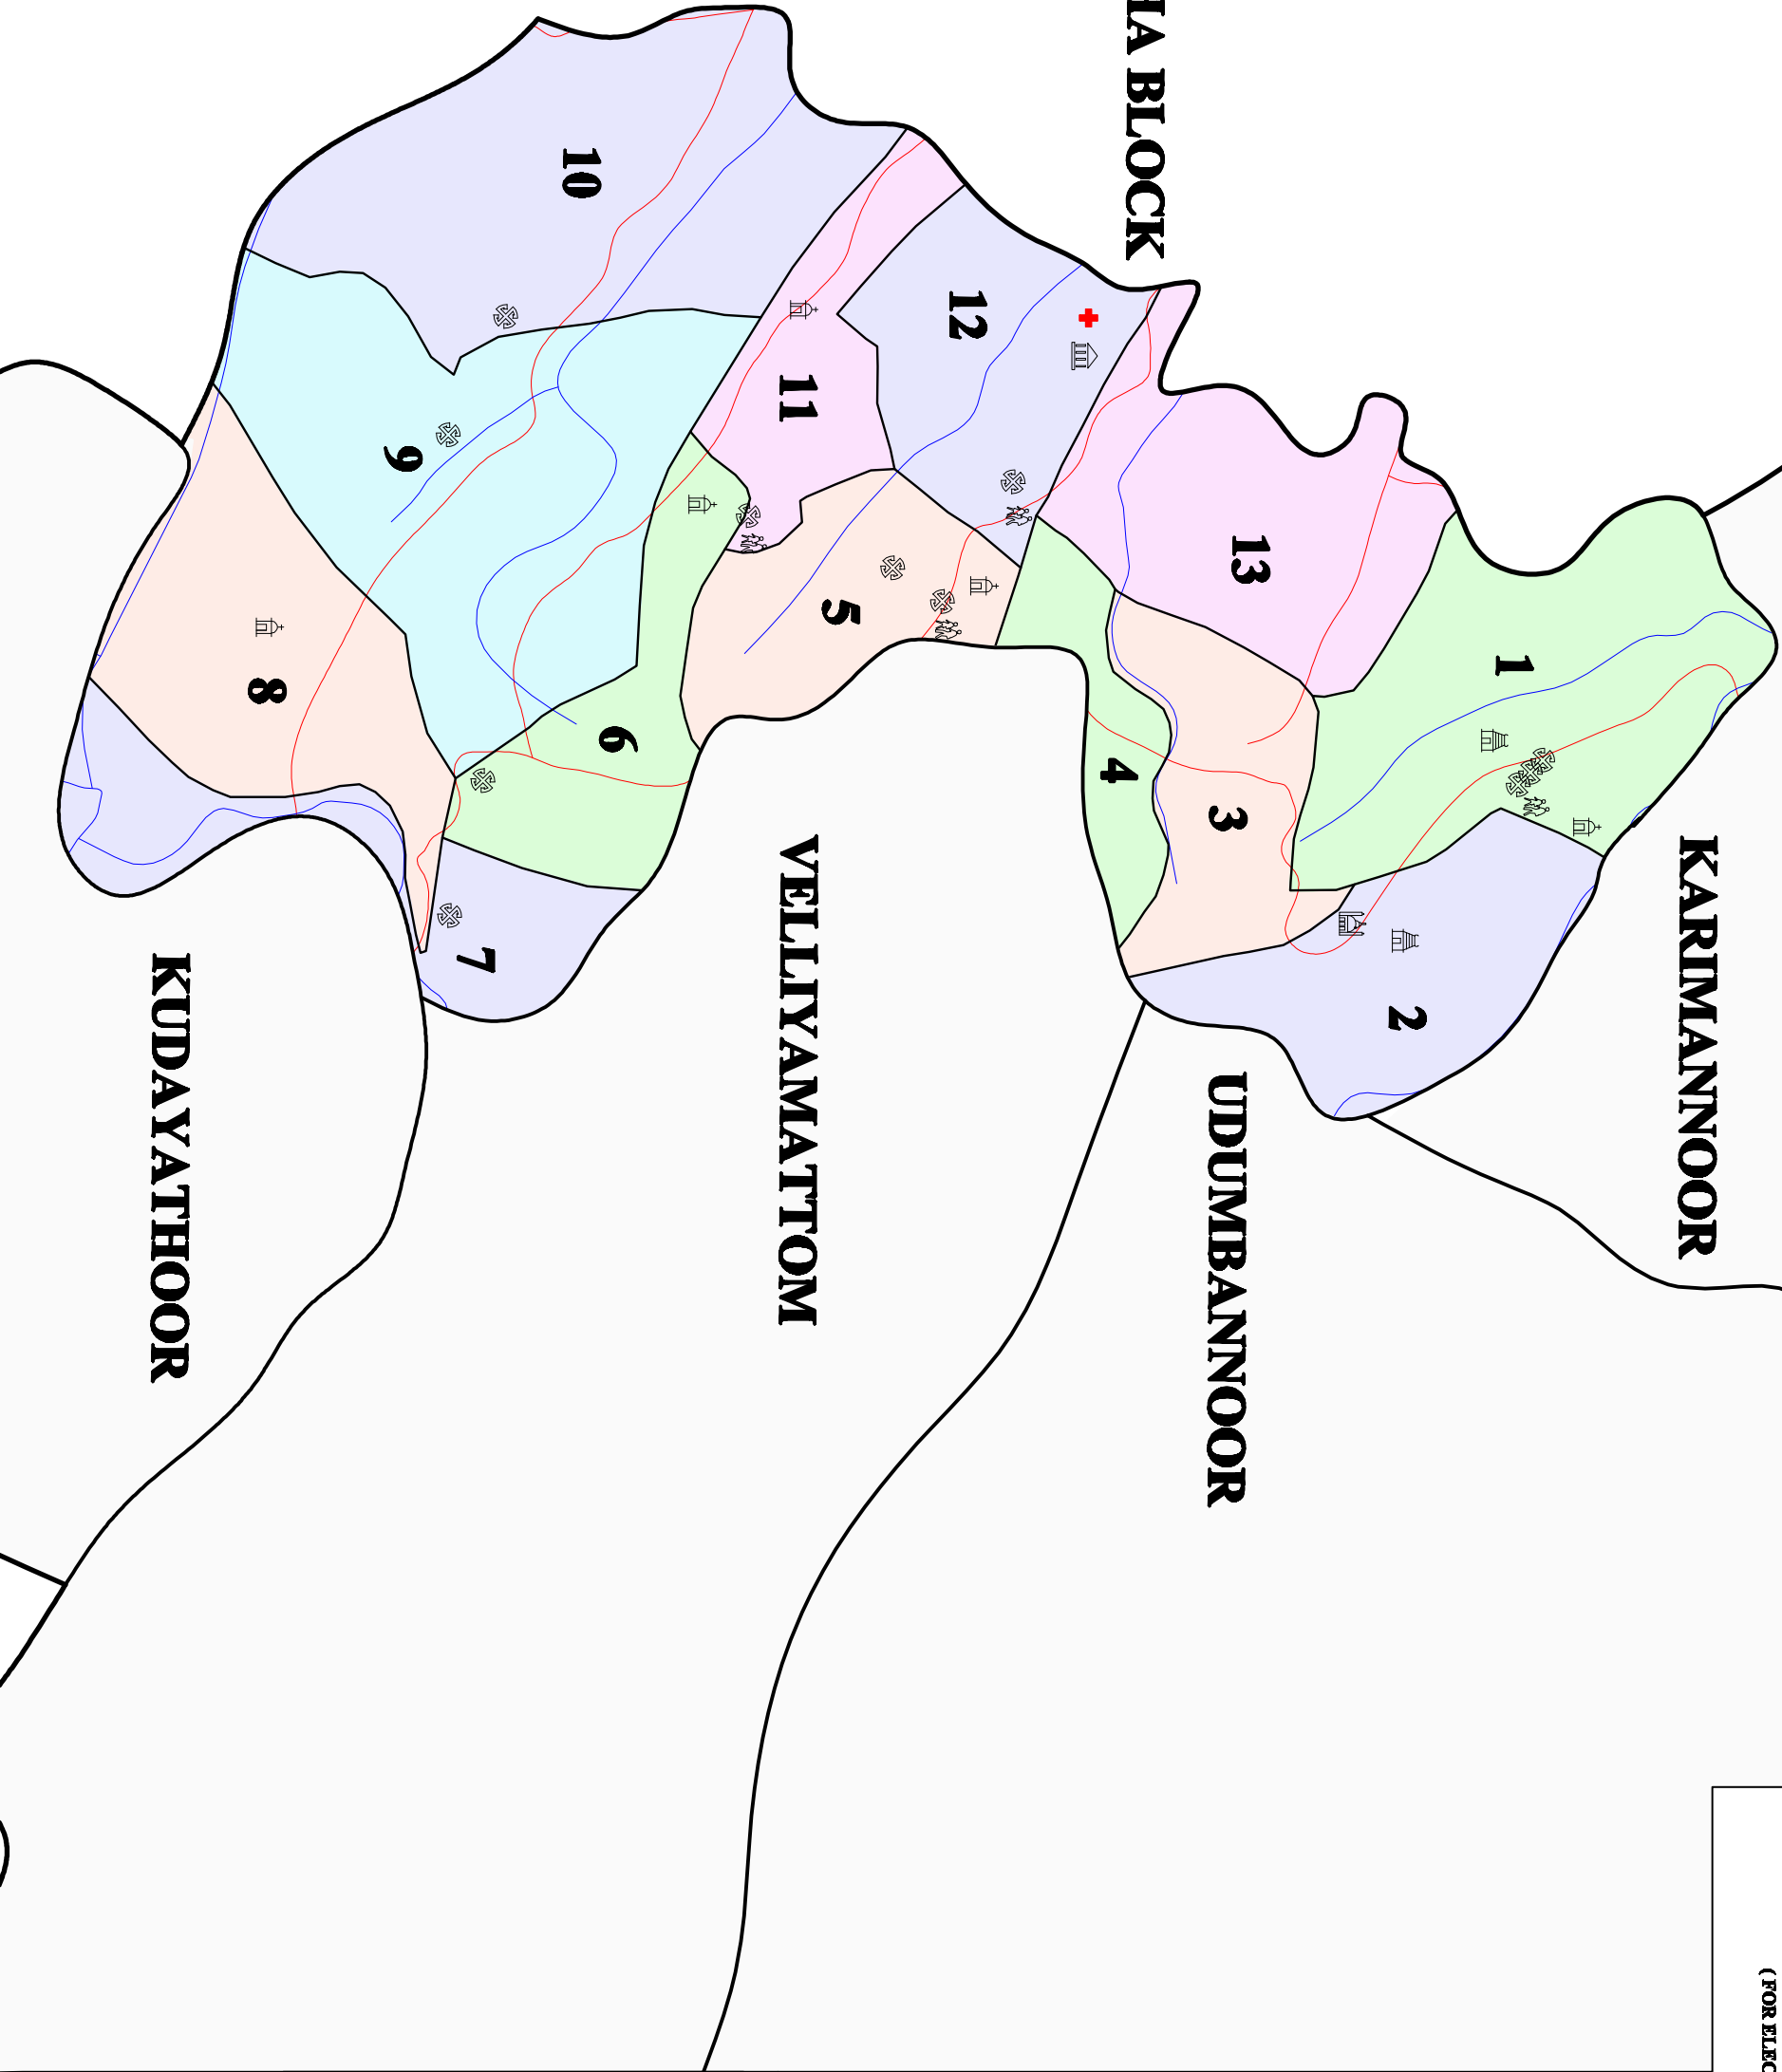 HA BLOCK
KARIMANNOOR
1
2
13
UDUMBANNOOR
3
4
12
5
11
VELLIYAMATTOM
6
10
7
9
8
KUDAYATHOOR
( FOR ELEC